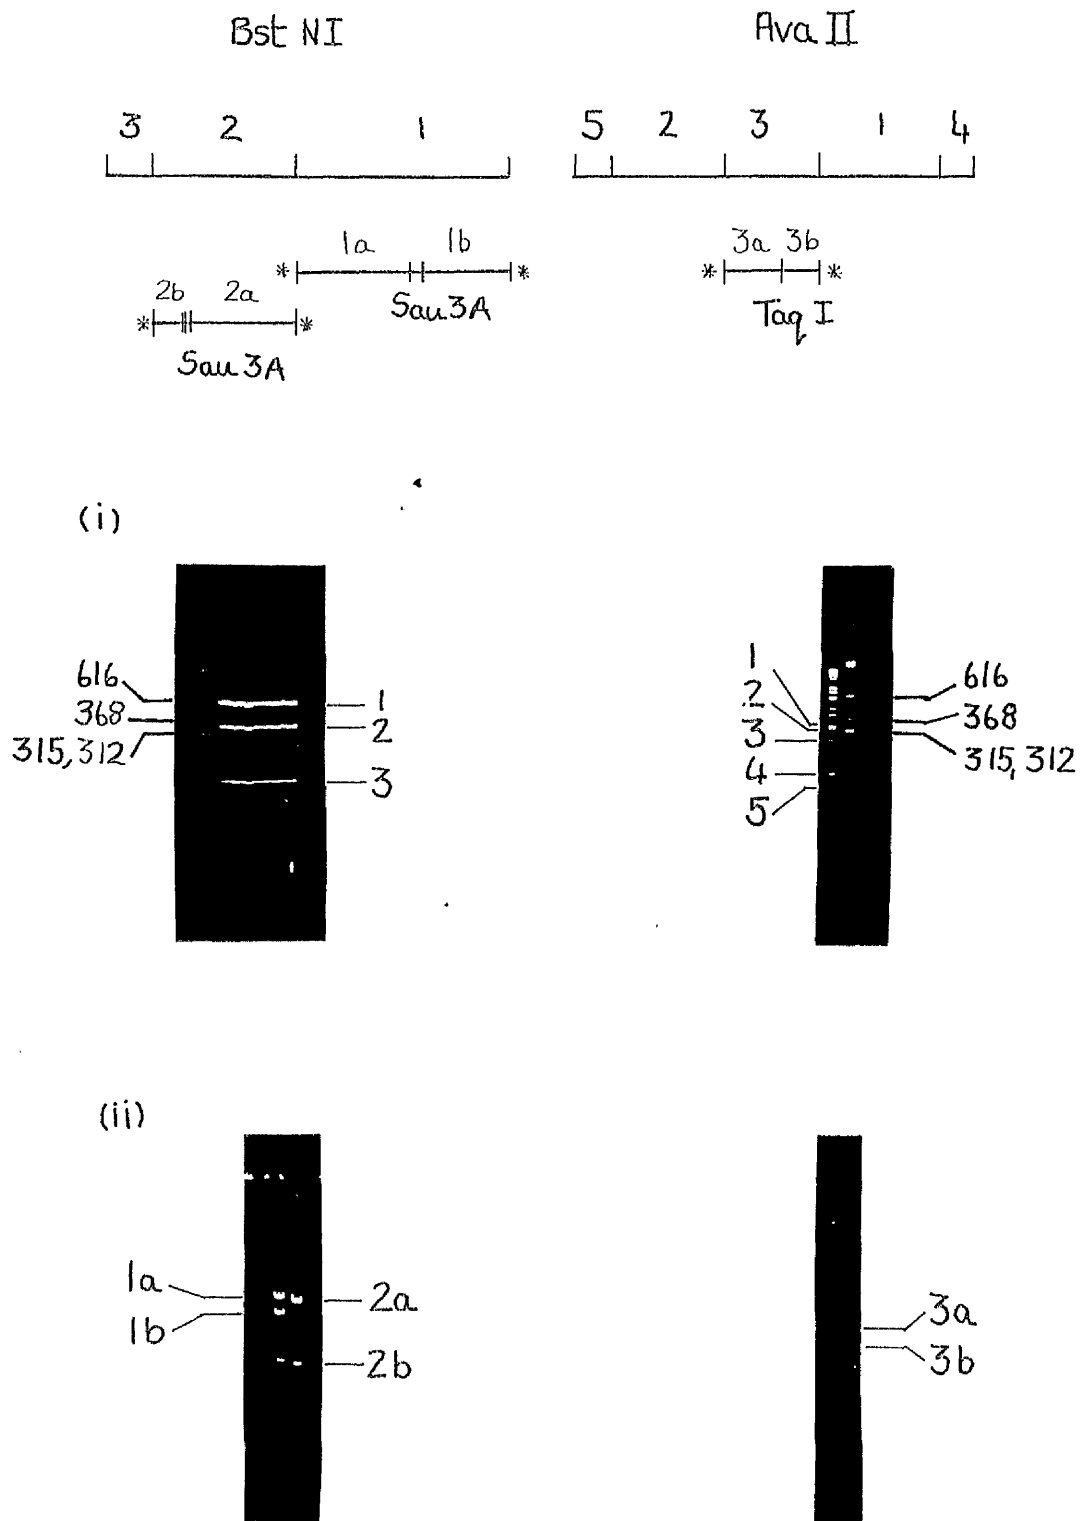 Bst NI
Ava II
3 2 1
5 2 3 1 4
1a 1b
3a 3b
* *
* *
Sau 3A
Taq I
2b 2a
* *
Sau 3A
(i)
616
368
315,312
1
2
3
1
2
3
4
5
616
368
315, 312
(ii)
1a
1b
2a
2b
3a
3b